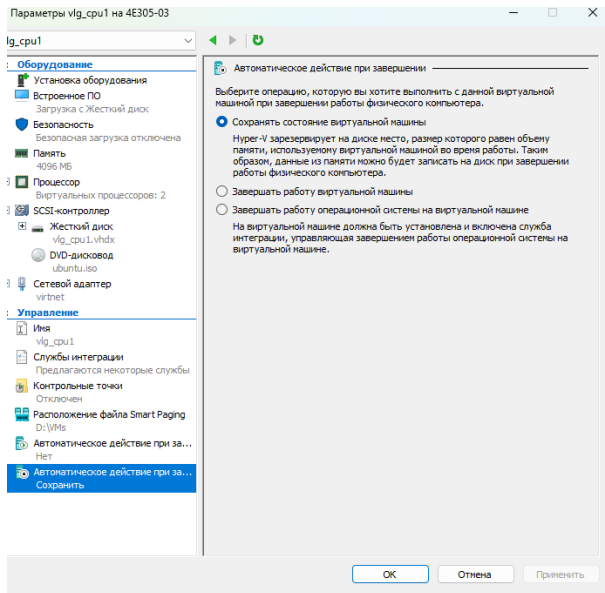 Параметры vlg_cpu1 на 4E305-03
lg_cpu1
Оборудование
Установка оборудования
Встроенное ПО
Загрузка с Жесткий диск
Безопасность
Безопасная загрузка отключена
Память
4096 МБ
Процессор
Виртуальных процессоров: 2
SCSI-контроллер
Жесткий диск
vlg_cpu1.vhdx
DVD-дисковод
ubuntu.iso
Сетевой адаптер
virtnet
Управление
Имя
vlg_cpu1
Службы интеграции
Предлагаются некоторые службы
Контрольные точки
Отключен
Расположение файла Smart Paging
D:\VMs
Автоматическое действие при за...
Нет
Автоматическое действие при за...
Сохранить
Автоматическое действие при завершении
Выберите операцию, которую вы хотите выполнить с данной виртуальной
машиной при завершении работы физического компьютера.
Сохранять состояние виртуальной машины
Hyper-V зарезервирует на диске место, размер которого равен объему
памяти, используемому виртуальной машиной во время работы. Таким
образом, данные из памяти можно будет записать на диск при завершении
работы физического компьютера.
Завершать работу виртуальной машины
Завершать работу операционной системы на виртуальной машине
На виртуальной машине должна быть установлена и включена служба
интеграции, управляющая завершением работы операционной системы на
виртуальной машине.
ОК
Отмена
Применить